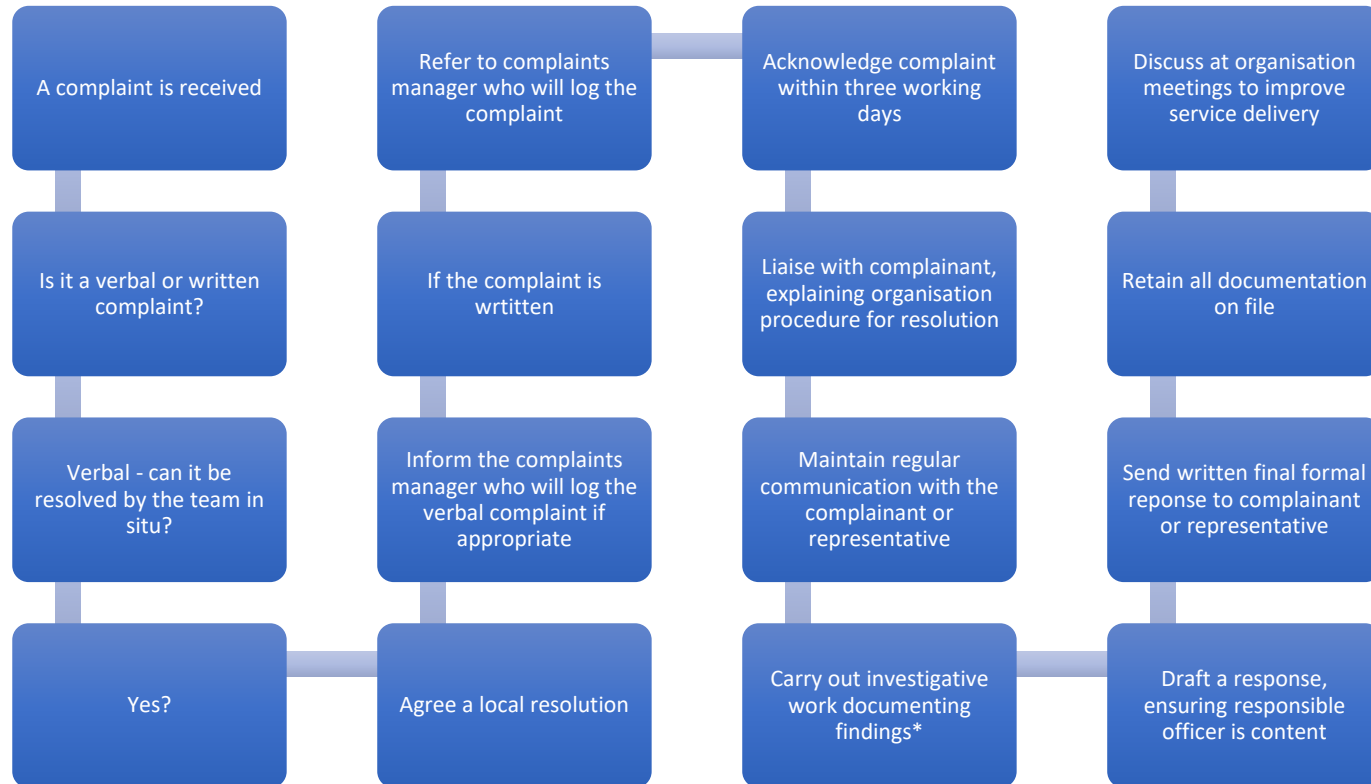 A complaint is received
Is it a verbal or written
complaint?
Verbal - can it be
resolved by the team in
situ?
Yes?
Agree a local resolution
Inform the complaints
manager who will log the
verbal complaint if
appropriate
If the complaint is
wrtitten
Refer to complaints
manager who will log the
complaint
Acknowledge complaint
within three working
days
Liaise with complainant,
explaining organisation
procedure for resolution
Maintain regular
communication with the
complainant or
representative
Carry out investigative
work documenting
findings*
Draft a response,
ensuring responsible
officer is content
Send written final formal
reponse to complainant
or representative
Retain all documentation
on file
Discuss at organisation
meetings to improve
service delivery